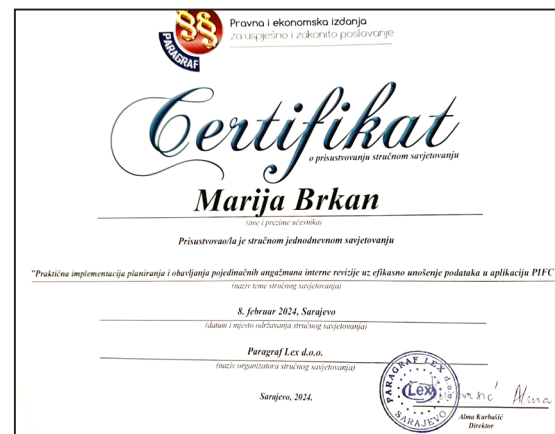 §§
PARAGRAF
Pravna i ekonomska izdanja
za uspješno i zakonito poslovanje
Certifikat
o prisustvovanju stručnom savjetovanju
Marija Brkan
(ime i prezime učesnika)
Prisustvovao/la je stručnom jednodnevnom savjetovanju
"Praktična implementacija planiranja i obavljanja pojedinačnih angažmana interne revizije uz efikasno unošenje podataka u aplikaciju PIFC
(naziv teme stručnog savjetovanja)
8. februar 2024, Sarajevo
(datum i mjesto održavanja stručnog savjetovanja)
Paragraf Lex d.o.o.
(naziv organizatora stručnog savjetovanja)
Sarajevo, 2024.
PARAGRAF LEX d.o.o.
Lex
SARAJEVO
Alma
Alma Kurbašić
Direktor